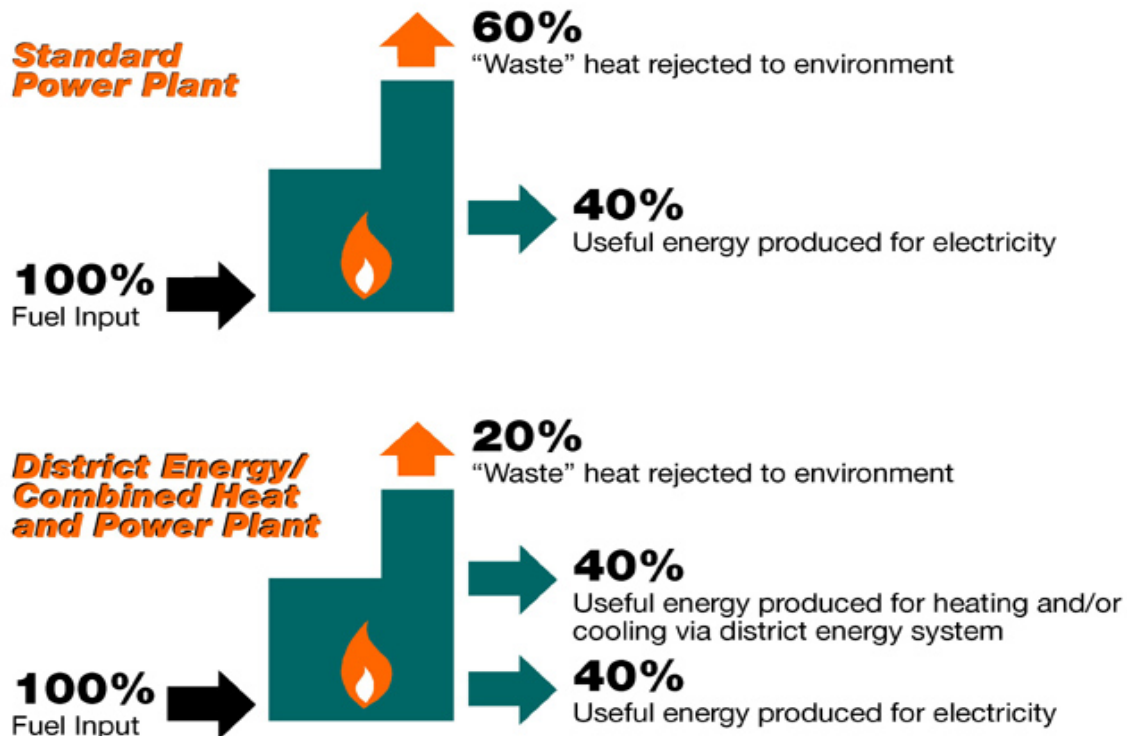 Standard
Power Plant
60%
“Waste” heat rejected to environment
40%
Useful energy produced for electricity
100%
Fuel Input
District Energy/
Combined Heat
and Power Plant
20%
“Waste” heat rejected to environment
40%
Useful energy produced for heating and/or
cooling via district energy system
40%
Useful energy produced for electricity
100%
Fuel Input